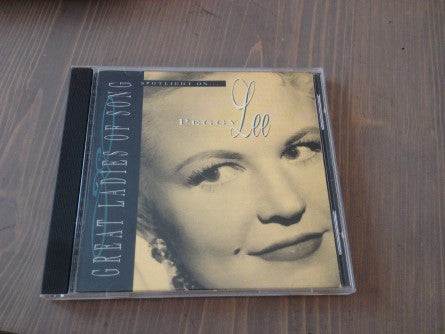 SPOTLIGHT ON...
PEGGY Lee
GREAT LADIES OF SONG